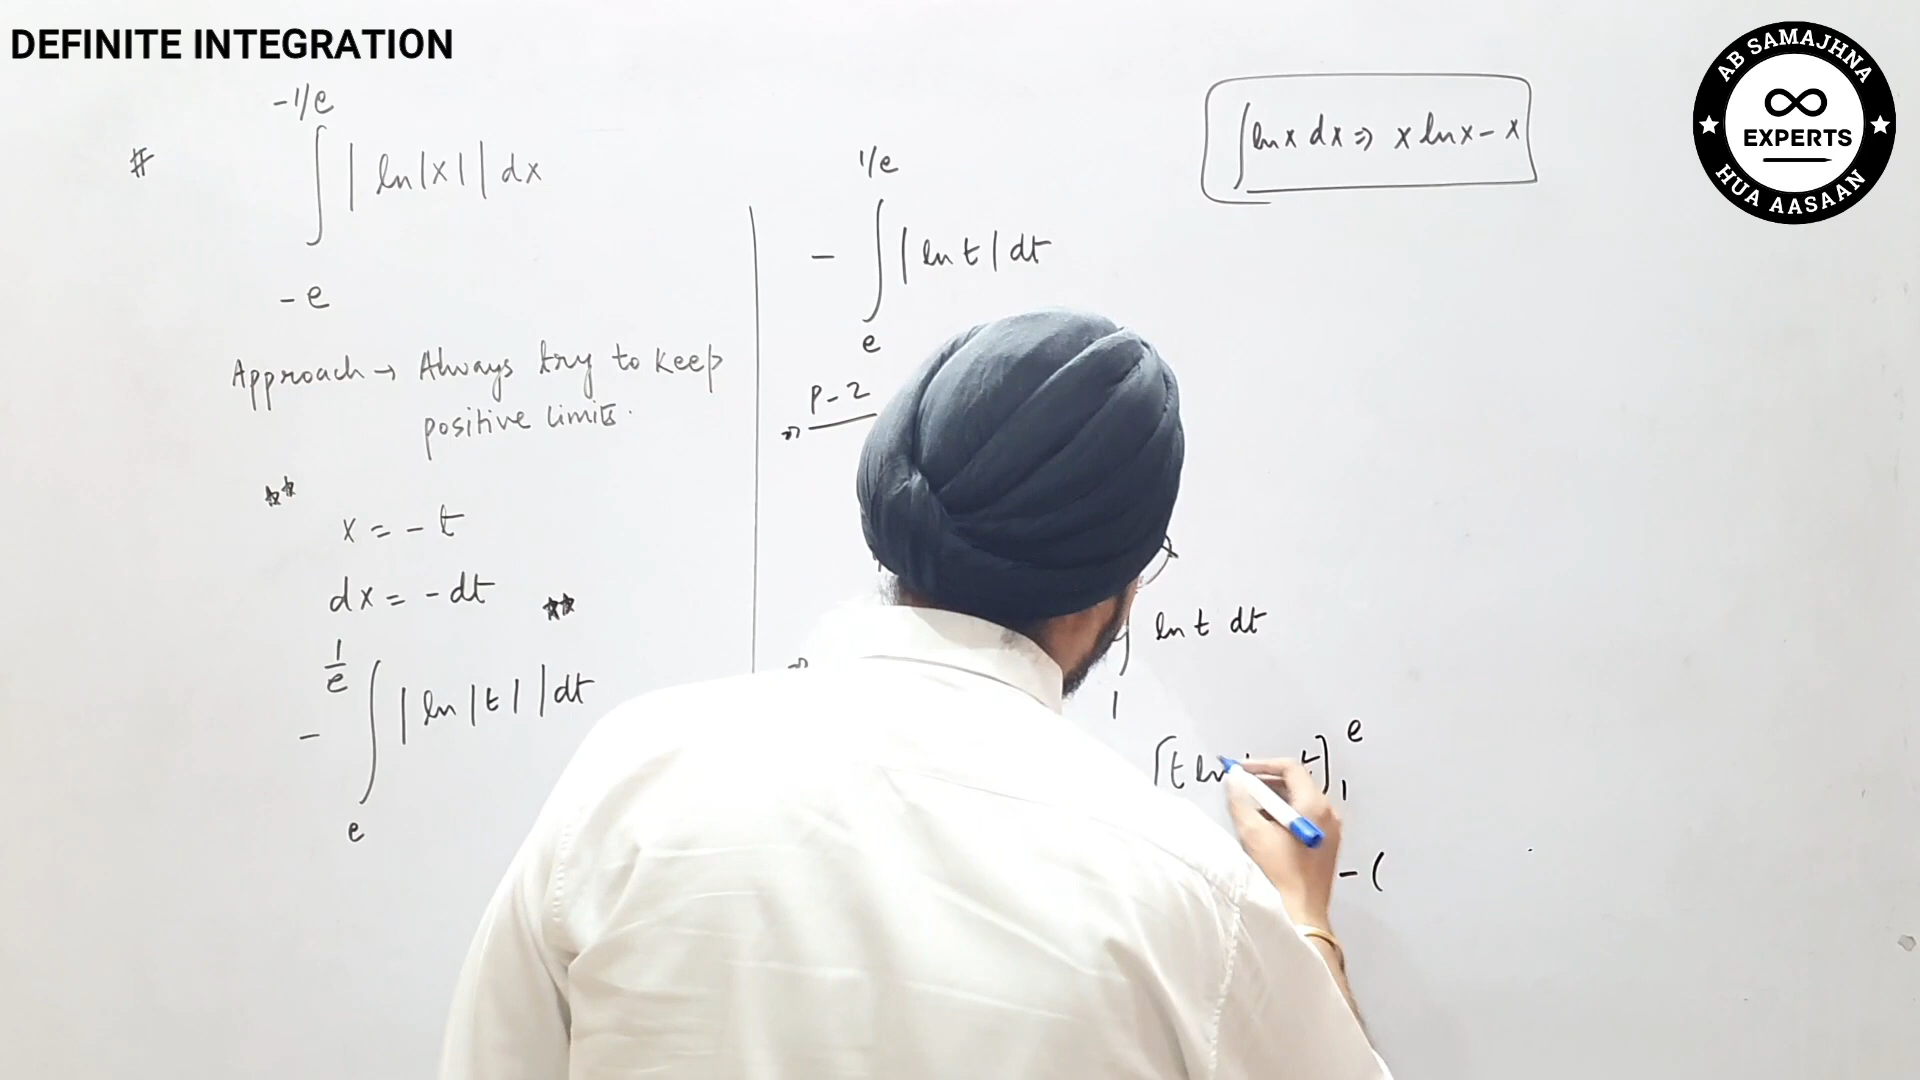 DEFINITE INTEGRATION
# ∫_{-e}^{-1/e} | ln|x| | dx
Approach → Always try to keep
positive limits.
**
x = - t
dx = - dt **
- ∫_{e}^{1/e} | ln |t| | dt
- ∫_{e}^{1/e} | ln t | dt
⇒ P-2
⇒
ln t dt
1
[t ln t]_{1}^{e}
- (
∫ ln x dx ⇒ x ln x - x
AB SAMAJHNA
EXPERTS
HUA AASAAN